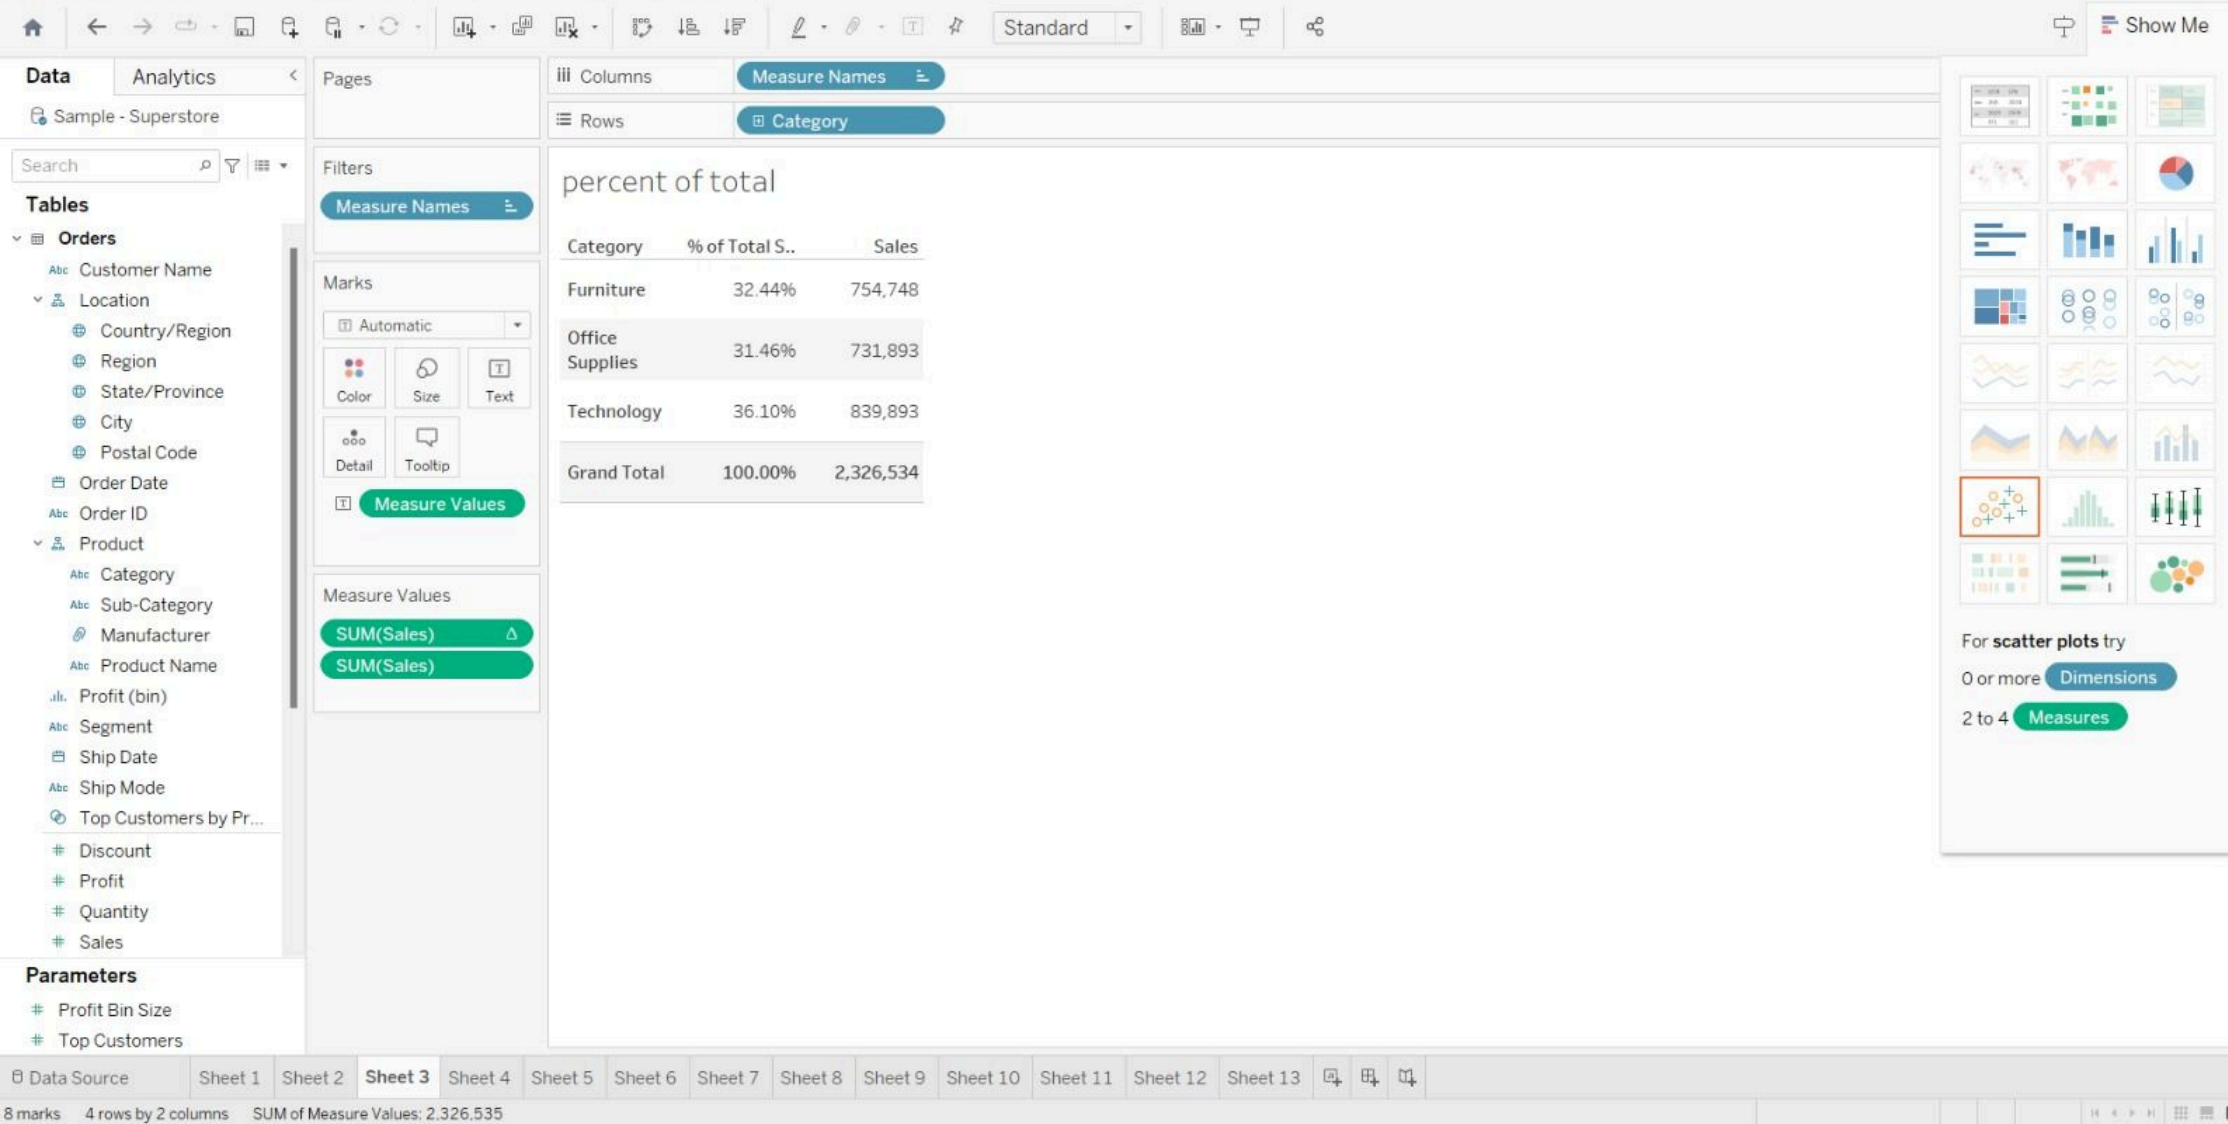 Standard
Show Me
Data
Analytics
Sample - Superstore
Search
Tables
Orders
Abc Customer Name
Location
Country/Region
Region
State/Province
City
Postal Code
Order Date
Abc Order ID
Product
Abc Category
Abc Sub-Category
Manufacturer
Abc Product Name
Profit (bin)
Abc Segment
Ship Date
Abc Ship Mode
Top Customers by Pr...
# Discount
# Profit
# Quantity
# Sales
Parameters
# Profit Bin Size
# Top Customers
Pages
Filters
Measure Names
Marks
T Automatic
Color Size Text
Detail Tooltip
T Measure Values
Measure Values
SUM(Sales) Δ
SUM(Sales)
iii Columns Measure Names
Rows Category
percent of total
Category % of Total S.. Sales
Furniture 32.44% 754,748
Office
Supplies 31.46% 731,893
Technology 36.10% 839,893
Grand Total 100.00% 2,326,534
For scatter plots try
0 or more Dimensions
2 to 4 Measures
Data Source Sheet 1 Sheet 2 Sheet 3 Sheet 4 Sheet 5 Sheet 6 Sheet 7 Sheet 8 Sheet 9 Sheet 10 Sheet 11 Sheet 12 Sheet 13
8 marks 4 rows by 2 columns SUM of Measure Values: 2,326,535